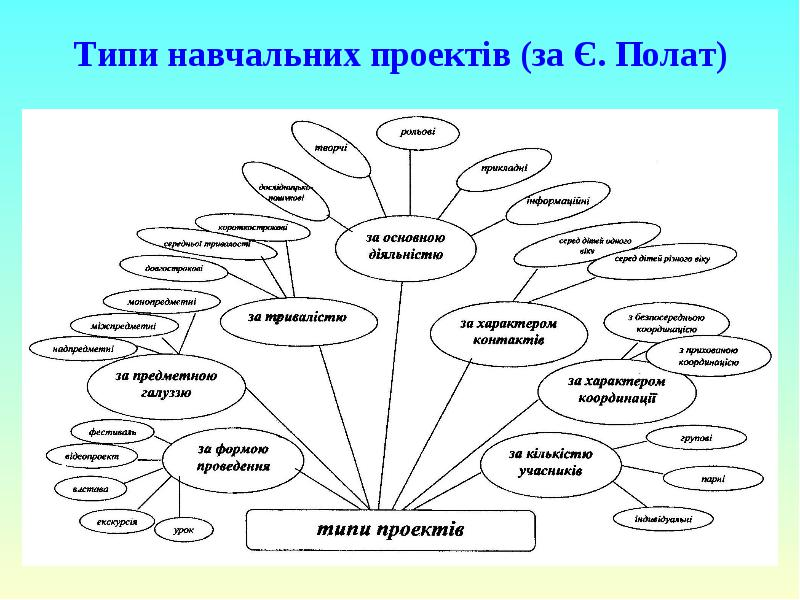 Типи навчальних проектів (за Є. Полат)
рольові
творчі
прикладні
дослідницько-
пошукові
інформаційні
короткострокові
середньої тривалості
довгострокові
за основною
діяльністю
серед дітей одного
віку
серед дітей різного віку
монопредметні
міжпредметні
надпредметні
за тривалістю
за характером
контактів
з безпосередньою
координацією
з прихованою
координацією
за предметною
галуззю
за характером
координації
фестиваль
відеопроект
вистава
екскурсія
урок
за формою
проведення
за кількістю
учасників
групові
парні
індивідуальні
типи проектів